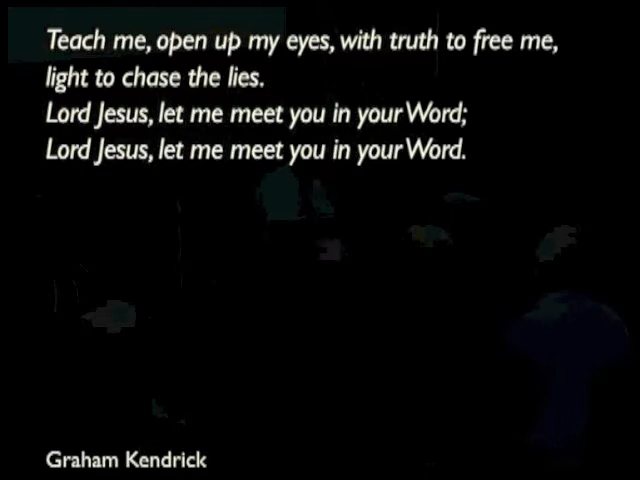 Teach me, open up my eyes, with truth to free me,
light to chase the lies.
Lord Jesus, let me meet you in your Word;
Lord Jesus, let me meet you in your Word.
Graham Kendrick